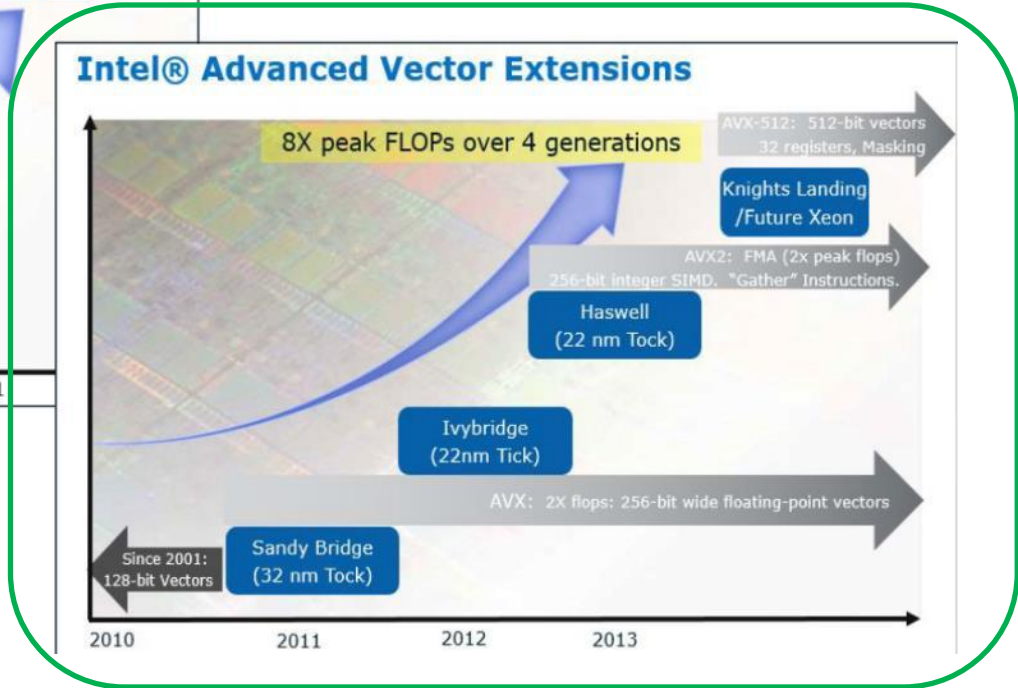 Intel® Advanced Vector Extensions
8X peak FLOPs over 4 generations
AVX-512: 512-bit vectors
32 registers, Masking
Knights Landing
/Future Xeon
AVX2: FMA (2x peak flops)
256-bit integer SIMD. "Gather" Instructions.
Haswell
(22 nm Tock)
Ivybridge
(22nm Tick)
AVX: 2X flops: 256-bit wide floating-point vectors
Since 2001:
128-bit Vectors
Sandy Bridge
(32 nm Tock)
2010 2011 2012 2013